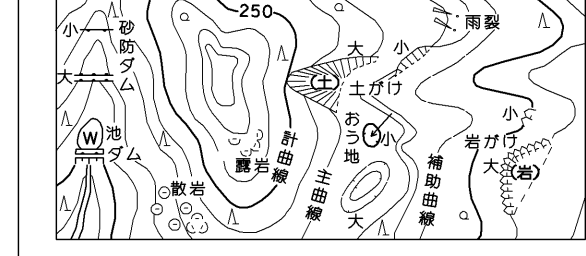 小
砂防ダム
大
W
池
ダム
250
大
小
雨裂
(土)
土がけ
おう地
小
大
露岩
散岩
計曲線
主曲線
補助曲線
小
岩がけ
大
(岩)